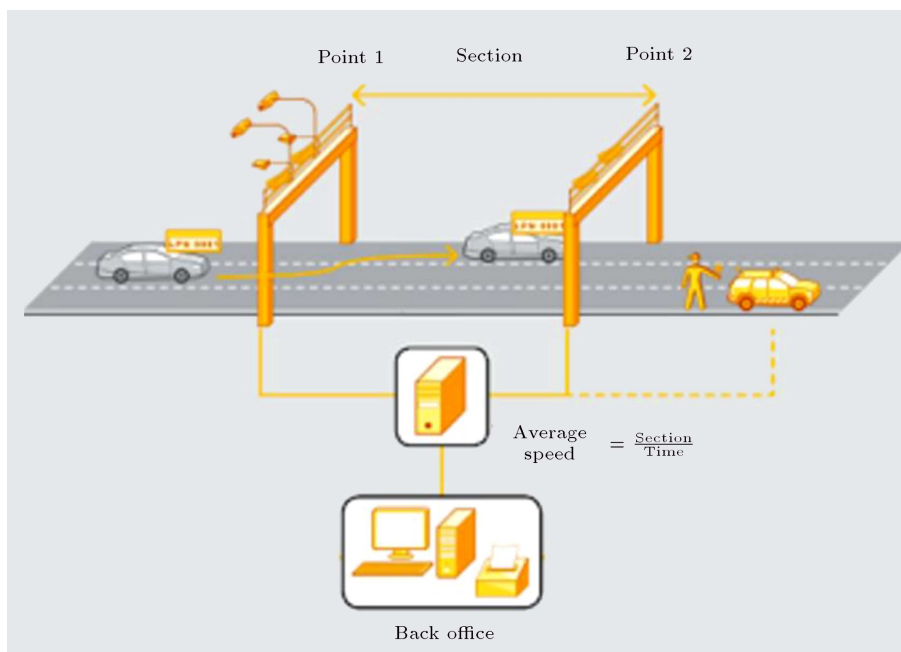 Point 1
Section
Point 2
Average
speed
= Section
Time
Back office